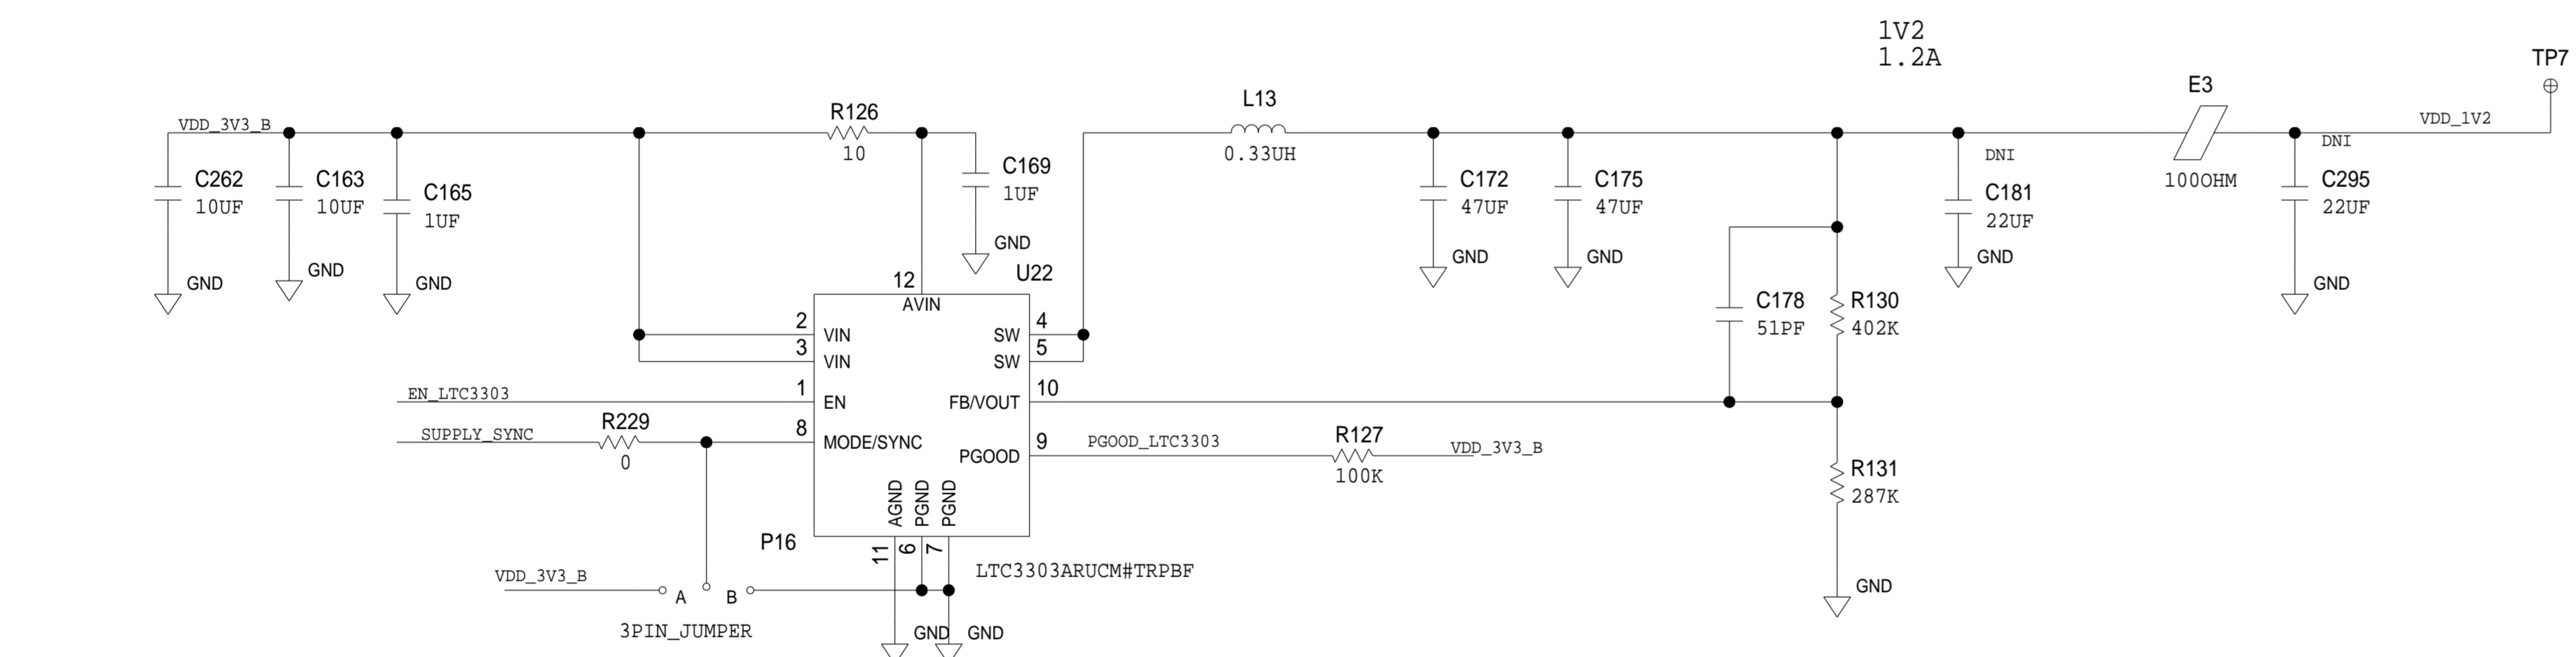 1V2
1.2A
TP7
E3
L13
R126
VDD_3V3_B
VDD_1V2
DNI
10
0.33UH
DNI
C262
10UF
C163
10UF
C165
1UF
C169
1UF
C172
47UF
C175
47UF
C181
22UF
100OHM
C295
22UF
GND
GND
GND
GND
GND
GND
GND
GND
U22
12
AVIN
2
VIN
3
VIN
4
SW
5
SW
C178
51PF
R130
402K
EN_LTC3303
1
EN
10
FB/VOUT
SUPPLY_SYNC
R229
0
8
MODE/SYNC
9
PGOOD
PGOOD_LTC3303
R127
100K
VDD_3V3_B
R131
287K
AGND
PGND
PGND
11
6
7
P16
LTC3303ARUCM#TRPBF
VDD_3V3_B
A
B
3PIN_JUMPER
GND
GND
GND